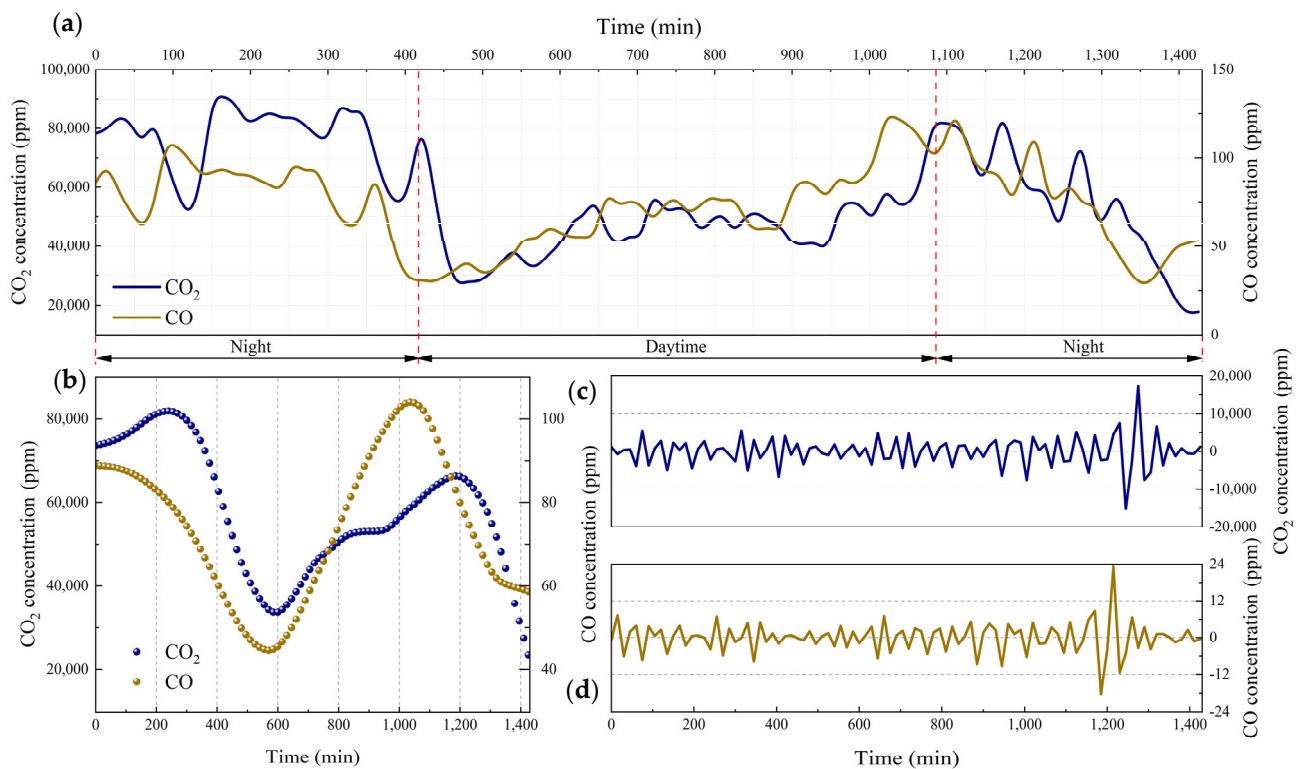 (a)
Time (min)
0 100 200 300 400 500 600 700 800 900 1,000 1,100 1,200 1,300 1,400
100,000
80,000
60,000
40,000
20,000
CO2 concentration (ppm)
150
100
50
0
CO concentration (ppm)
CO2
CO
Night
Daytime
Night
(b)
80,000
60,000
40,000
20,000
CO2 concentration (ppm)
100
80
60
40
CO concentration (ppm)
CO2
CO
0 200 400 600 800 1,000 1,200 1,400
Time (min)
(c)
20,000
10,000
0
-10,000
-20,000
CO2 concentration (ppm)
24
12
0
-12
-24
CO concentration (ppm)
(d)
0 200 400 600 800 1,000 1,200 1,400
Time (min)